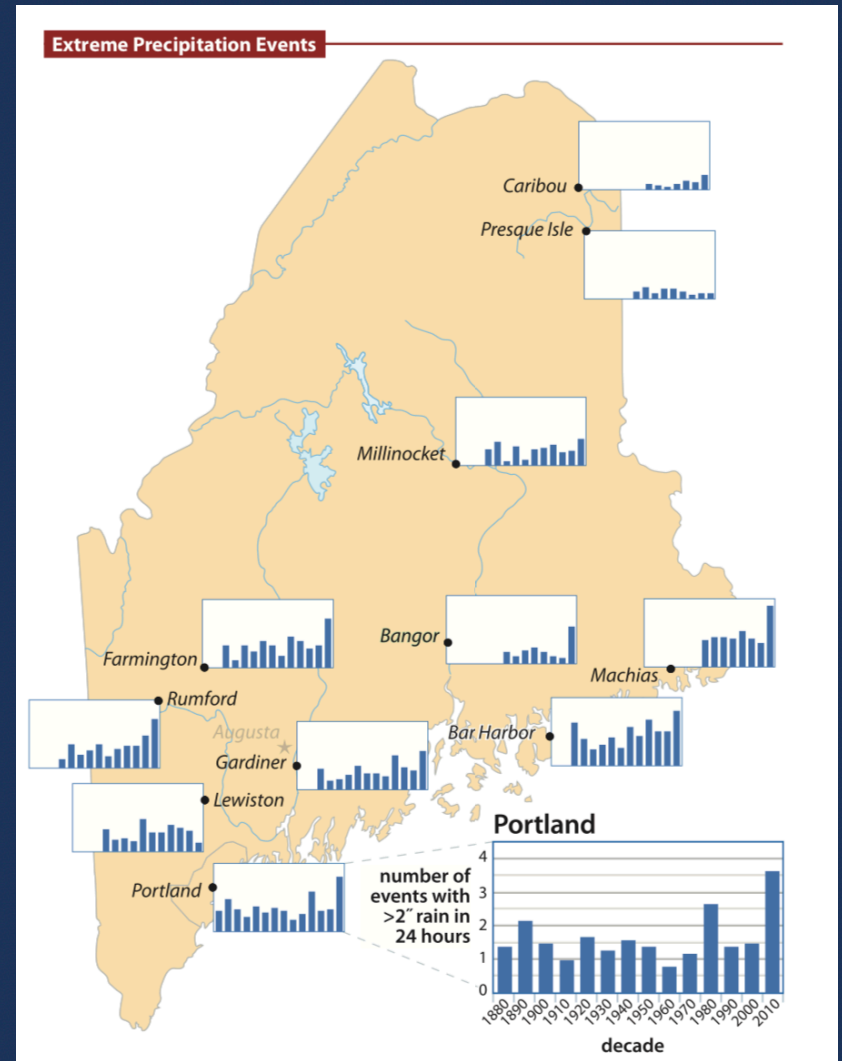 Extreme Precipitation Events
Caribou
Presque Isle
Millinocket
Farmington
Bangor
Machias
Rumford
Augusta
Bar Harbor
Gardiner
Lewiston
Portland
Portland
number of
events with
>2″ rain in
24 hours
4
3
2
1
0
1880
1890
1900
1910
1920
1930
1940
1950
1960
1970
1980
1990
2000
2010
decade